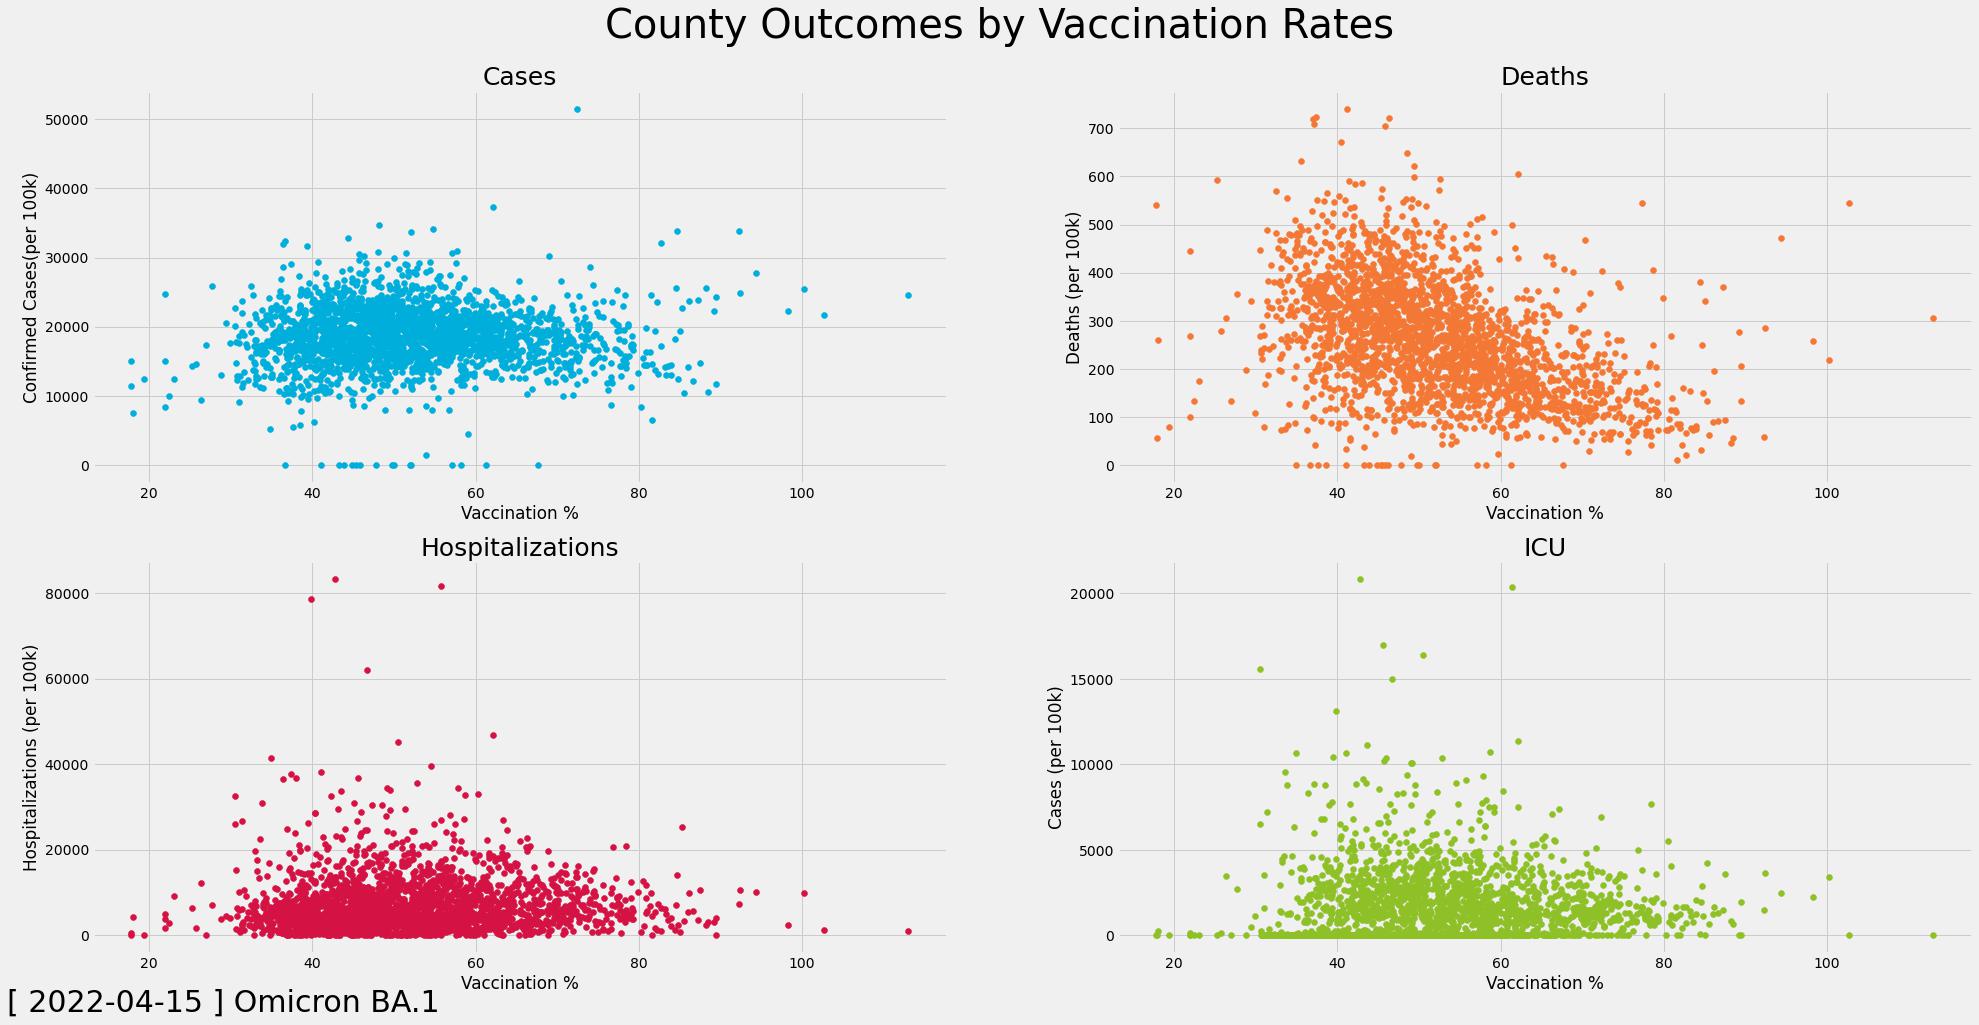 County Outcomes by Vaccination Rates
Cases
Confirmed Cases(per 100k)
50000
40000
30000
20000
10000
0
20 40 60 80 100
Vaccination %
Deaths
Deaths (per 100k)
700
600
500
400
300
200
100
0
20 40 60 80 100
Vaccination %
Hospitalizations
Hospitalizations (per 100k)
80000
60000
40000
20000
0
20 40 60 80 100
Vaccination %
ICU
Cases (per 100k)
20000
15000
10000
5000
0
20 40 60 80 100
Vaccination %
[ 2022-04-15 ] Omicron BA.1